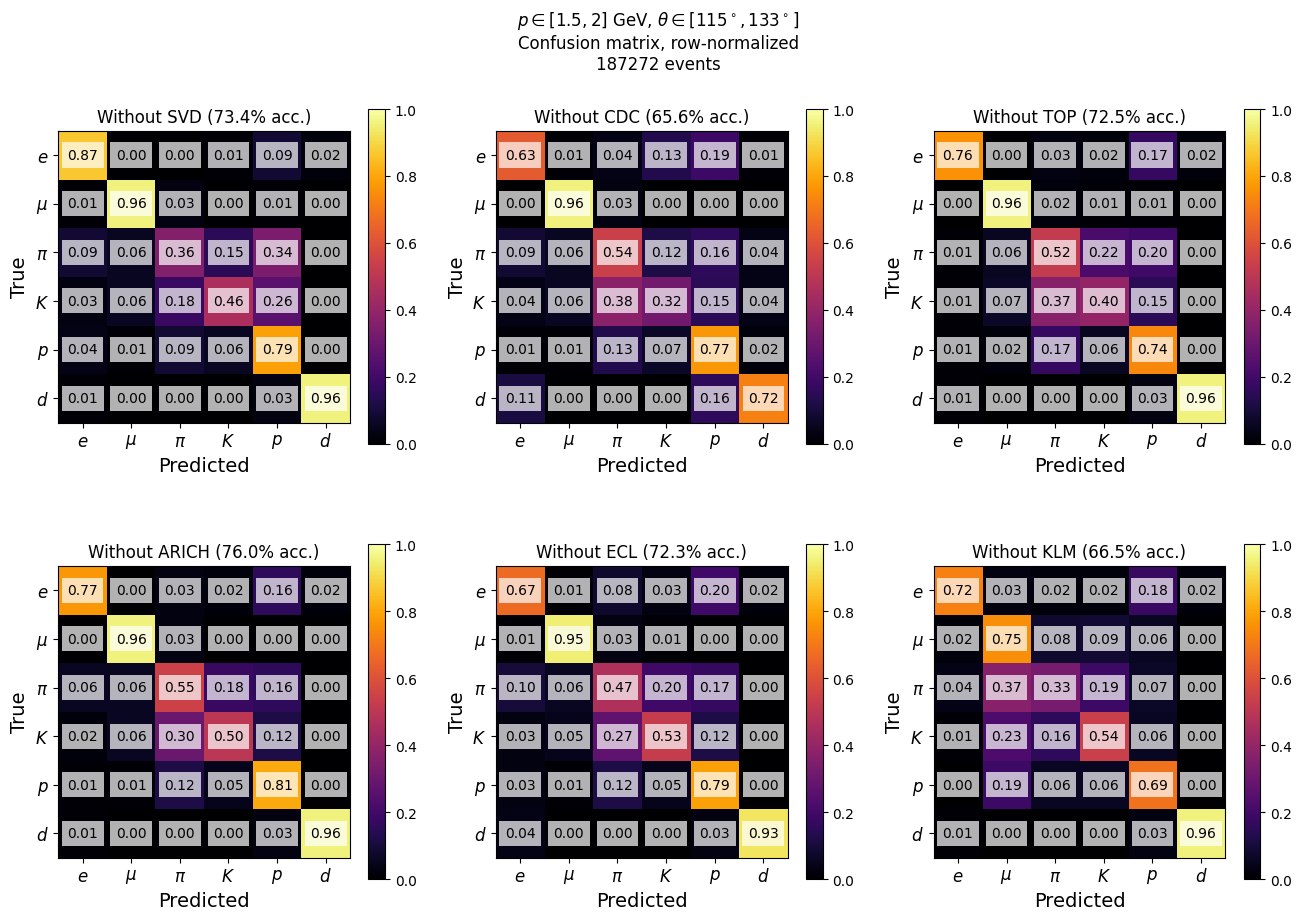 p ∈ [1.5, 2] GeV, θ ∈ [115°, 133°]
Confusion matrix, row-normalized
187272 events
Without SVD (73.4% acc.)
True
e 0.87 0.00 0.00 0.01 0.09 0.02
μ 0.01 0.96 0.03 0.00 0.01 0.00
π 0.09 0.06 0.36 0.15 0.34 0.00
K 0.03 0.06 0.18 0.46 0.26 0.00
p 0.04 0.01 0.09 0.06 0.79 0.00
d 0.01 0.00 0.00 0.00 0.03 0.96
e μ π K p d
Predicted
1.0
0.8
0.6
0.4
0.2
0.0
Without CDC (65.6% acc.)
True
e 0.63 0.01 0.04 0.13 0.19 0.01
μ 0.00 0.96 0.03 0.00 0.00 0.00
π 0.09 0.06 0.54 0.12 0.16 0.04
K 0.04 0.06 0.38 0.32 0.15 0.04
p 0.01 0.01 0.13 0.07 0.77 0.02
d 0.11 0.00 0.00 0.00 0.16 0.72
e μ π K p d
Predicted
1.0
0.8
0.6
0.4
0.2
0.0
Without TOP (72.5% acc.)
True
e 0.76 0.00 0.03 0.02 0.17 0.02
μ 0.00 0.96 0.02 0.01 0.01 0.00
π 0.01 0.06 0.52 0.22 0.20 0.00
K 0.01 0.07 0.37 0.40 0.15 0.00
p 0.01 0.02 0.17 0.06 0.74 0.00
d 0.01 0.00 0.00 0.00 0.03 0.96
e μ π K p d
Predicted
1.0
0.8
0.6
0.4
0.2
0.0
Without ARICH (76.0% acc.)
True
e 0.77 0.00 0.03 0.02 0.16 0.02
μ 0.00 0.96 0.03 0.00 0.00 0.00
π 0.06 0.06 0.55 0.18 0.16 0.00
K 0.02 0.06 0.30 0.50 0.12 0.00
p 0.01 0.01 0.12 0.05 0.81 0.00
d 0.01 0.00 0.00 0.00 0.03 0.96
e μ π K p d
Predicted
1.0
0.8
0.6
0.4
0.2
0.0
Without ECL (72.3% acc.)
True
e 0.67 0.01 0.08 0.03 0.20 0.02
μ 0.01 0.95 0.03 0.01 0.00 0.00
π 0.10 0.06 0.47 0.20 0.17 0.00
K 0.03 0.05 0.27 0.53 0.12 0.00
p 0.03 0.01 0.12 0.05 0.79 0.00
d 0.04 0.00 0.00 0.00 0.03 0.93
e μ π K p d
Predicted
1.0
0.8
0.6
0.4
0.2
0.0
Without KLM (66.5% acc.)
True
e 0.72 0.03 0.02 0.02 0.18 0.02
μ 0.02 0.75 0.08 0.09 0.06 0.00
π 0.04 0.37 0.33 0.19 0.07 0.00
K 0.01 0.23 0.16 0.54 0.06 0.00
p 0.00 0.19 0.06 0.06 0.69 0.00
d 0.01 0.00 0.00 0.00 0.03 0.96
e μ π K p d
Predicted
1.0
0.8
0.6
0.4
0.2
0.0